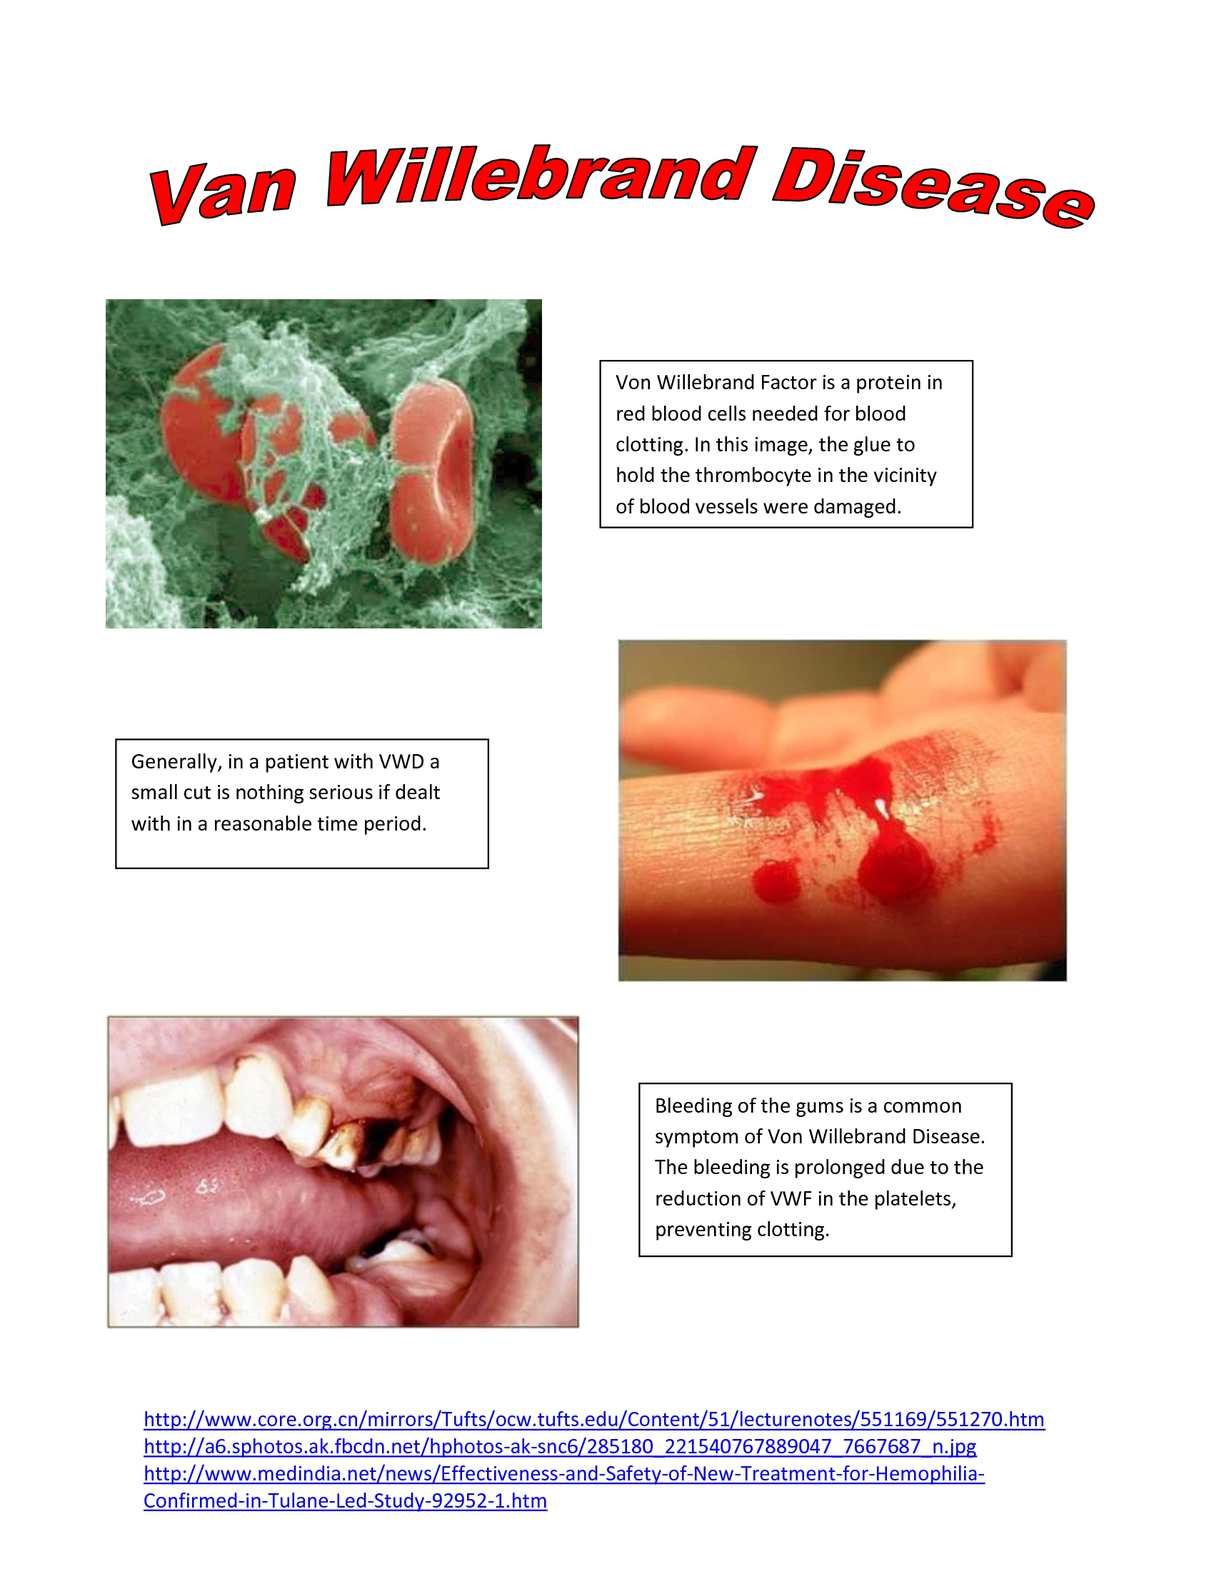 Van Willebrand Disease
Von Willebrand Factor is a protein in
red blood cells needed for blood
clotting. In this image, the glue to
hold the thrombocyte in the vicinity
of blood vessels were damaged.
Generally, in a patient with VWD a
small cut is nothing serious if dealt
with in a reasonable time period.
Bleeding of the gums is a common
symptom of Von Willebrand Disease.
The bleeding is prolonged due to the
reduction of VWF in the platelets,
preventing clotting.
http://www.core.org.cn/mirrors/Tufts/ocw.tufts.edu/Content/51/lecturenotes/551169/551270.htm
http://a6.sphotos.ak.fbcdn.net/hphotos-ak-snc6/285180_221540767889047_7667687_n.jpg
http://www.medindia.net/news/Effectiveness-and-Safety-of-New-Treatment-for-Hemophilia-
Confirmed-in-Tulane-Led-Study-92952-1.htm